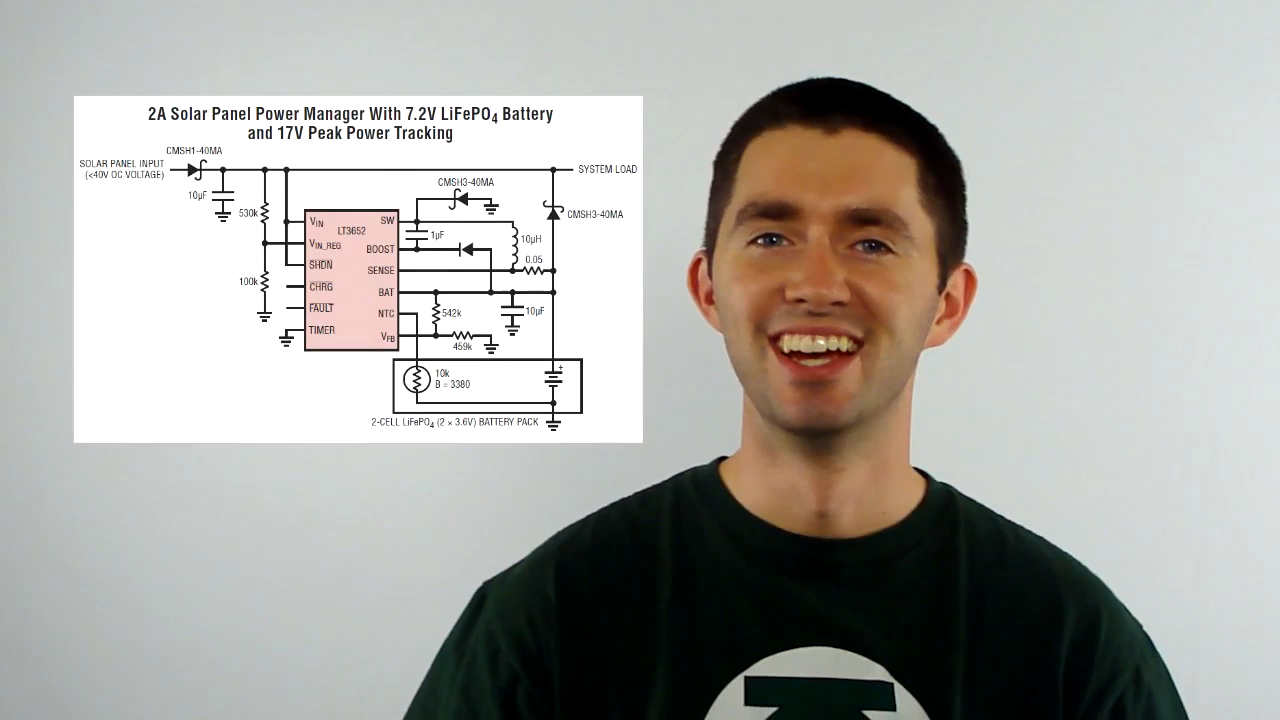 2A Solar Panel Power Manager With 7.2V LiFePO4 Battery
and 17V Peak Power Tracking
CMSH1-40MA
SOLAR PANEL INPUT
(<40V OC VOLTAGE)
SYSTEM LOAD
10µF
530k
100k
CMSH3-40MA
CMSH3-40MA
LT3652
VIN
VIN_REG
SHDN
CHRG
FAULT
TIMER
SW
BOOST
SENSE
BAT
NTC
VFB
1µF
10µH
0.05
542k
10µF
459k
10k
B = 3380
+
2-CELL LiFePO4 (2 × 3.6V) BATTERY PACK